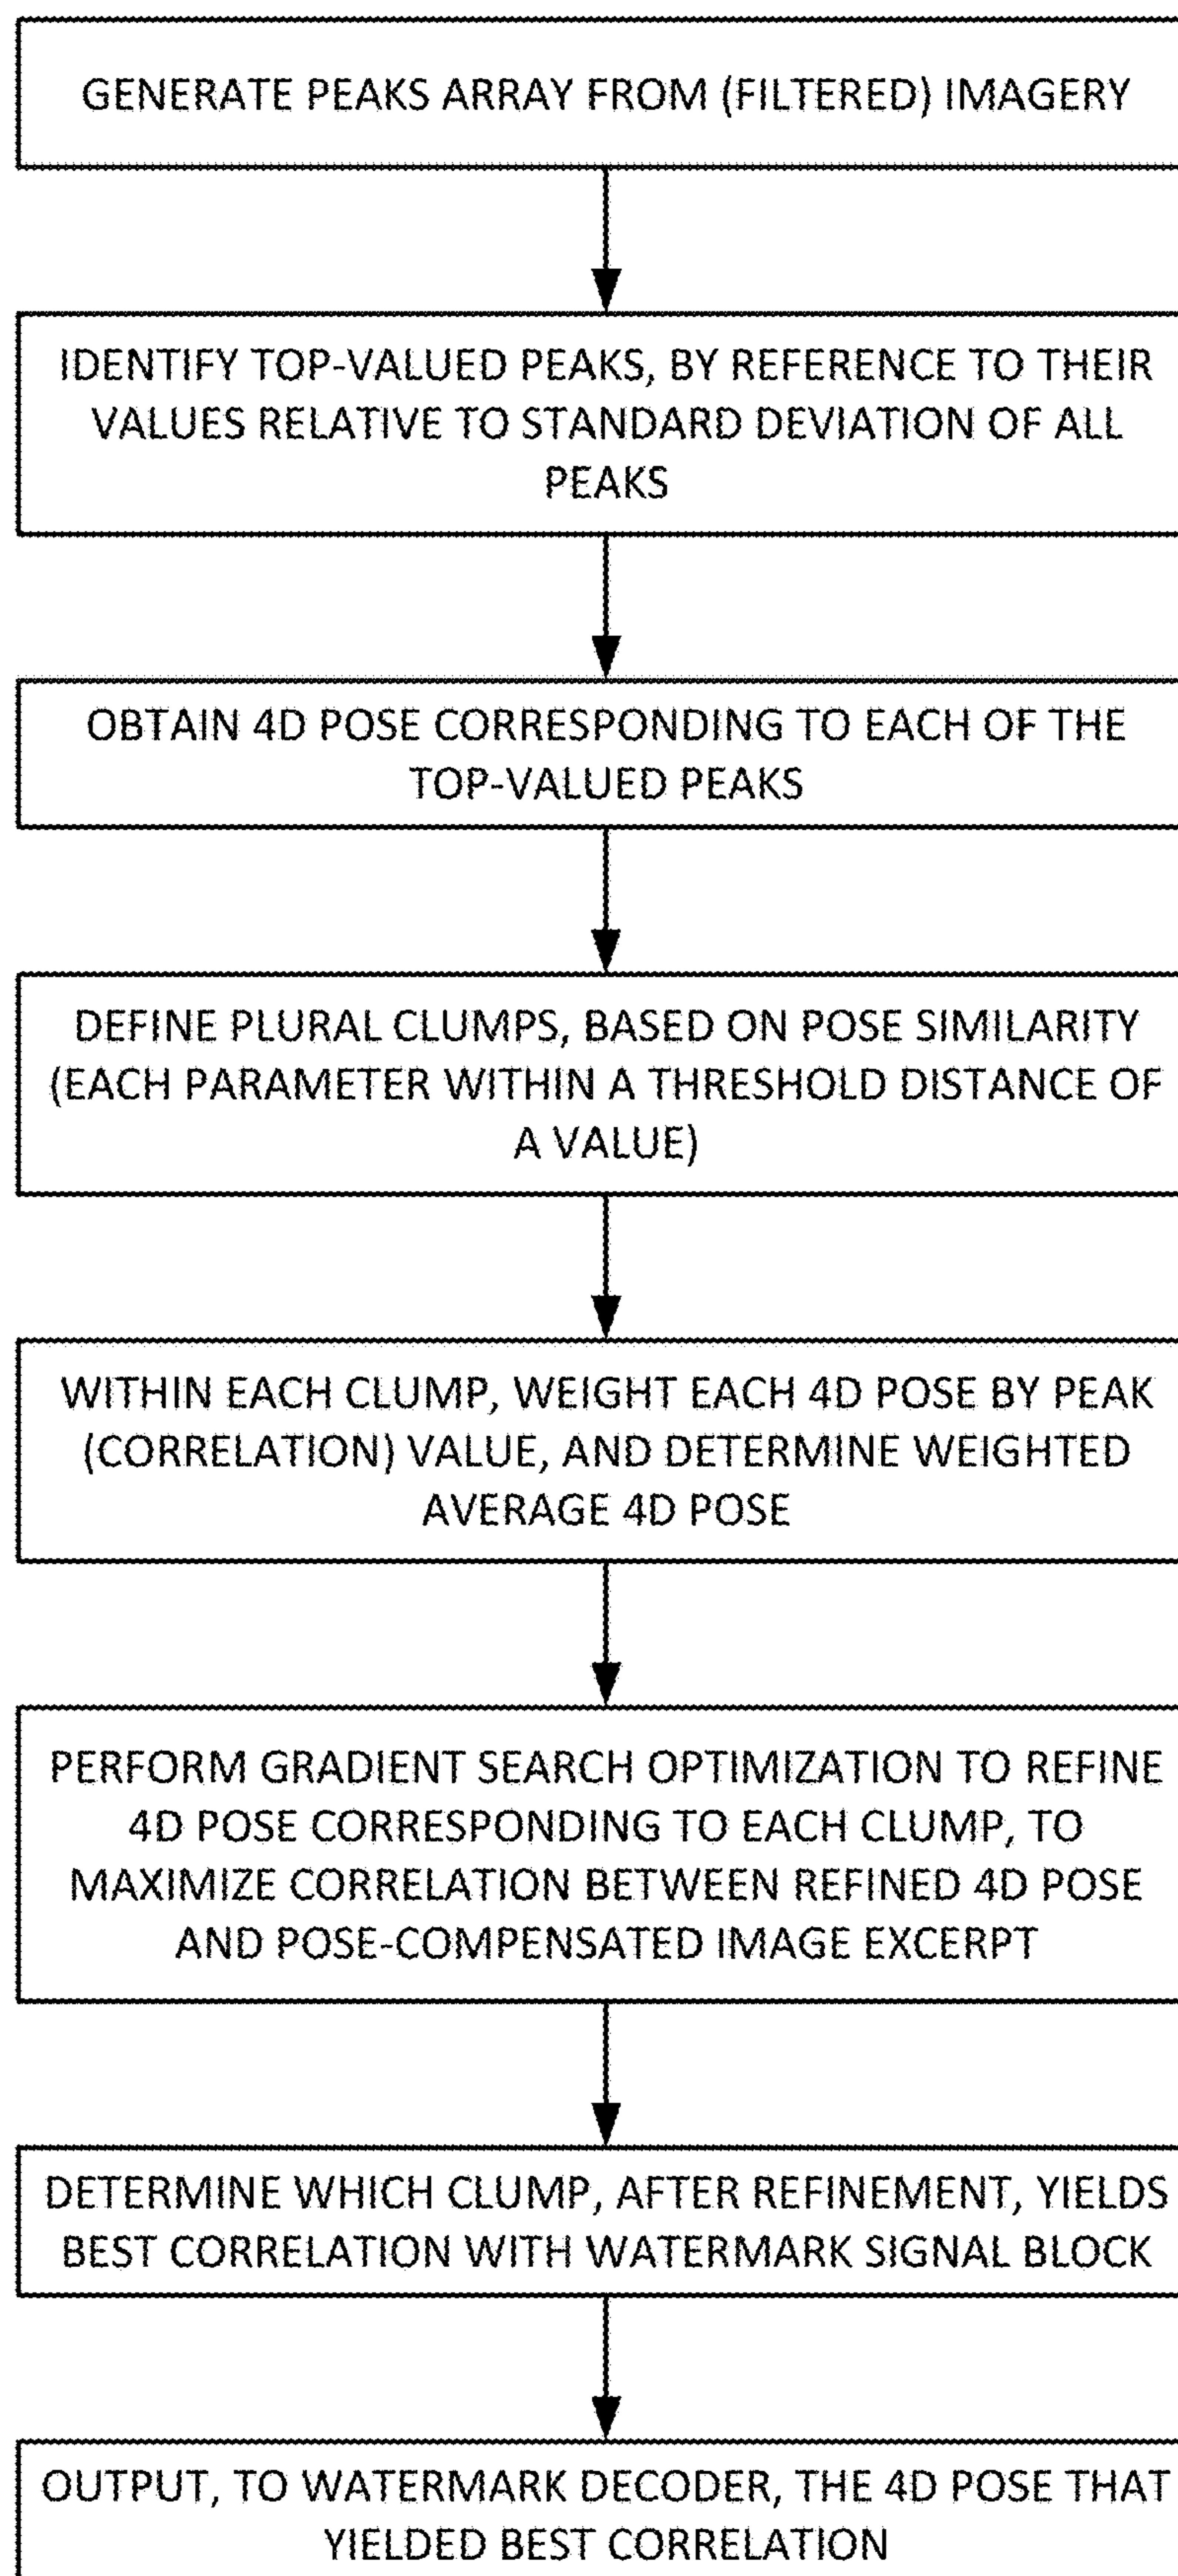 GENERATE PEAKS ARRAY FROM (FILTERED) IMAGERY
IDENTIFY TOP-VALUED PEAKS, BY REFERENCE TO THEIR
VALUES RELATIVE TO STANDARD DEVIATION OF ALL
PEAKS
OBTAIN 4D POSE CORRESPONDING TO EACH OF THE
TOP-VALUED PEAKS
DEFINE PLURAL CLUMPS, BASED ON POSE SIMILARITY
(EACH PARAMETER WITHIN A THRESHOLD DISTANCE OF
A VALUE)
WITHIN EACH CLUMP, WEIGHT EACH 4D POSE BY PEAK
(CORRELATION) VALUE, AND DETERMINE WEIGHTED
AVERAGE 4D POSE
PERFORM GRADIENT SEARCH OPTIMIZATION TO REFINE
4D POSE CORRESPONDING TO EACH CLUMP, TO
MAXIMIZE CORRELATION BETWEEN REFINED 4D POSE
AND POSE-COMPENSATED IMAGE EXCERPT
DETERMINE WHICH CLUMP, AFTER REFINEMENT, YIELDS
BEST CORRELATION WITH WATERMARK SIGNAL BLOCK
OUTPUT, TO WATERMARK DECODER, THE 4D POSE THAT
YIELDED BEST CORRELATION